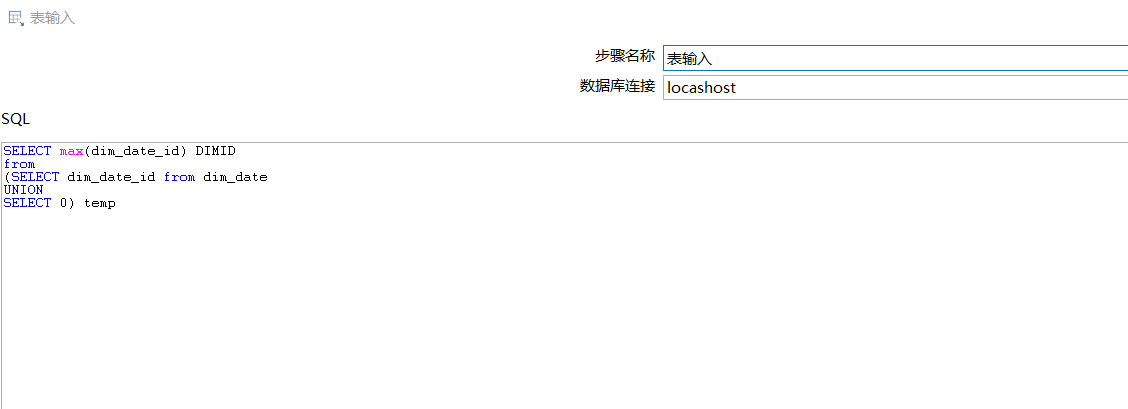 表输入
步骤名称 表输入
数据库连接 locashost
SQL
SELECT max(dim_date_id) DIMID
from
(SELECT dim_date_id from dim_date
UNION
SELECT 0) temp